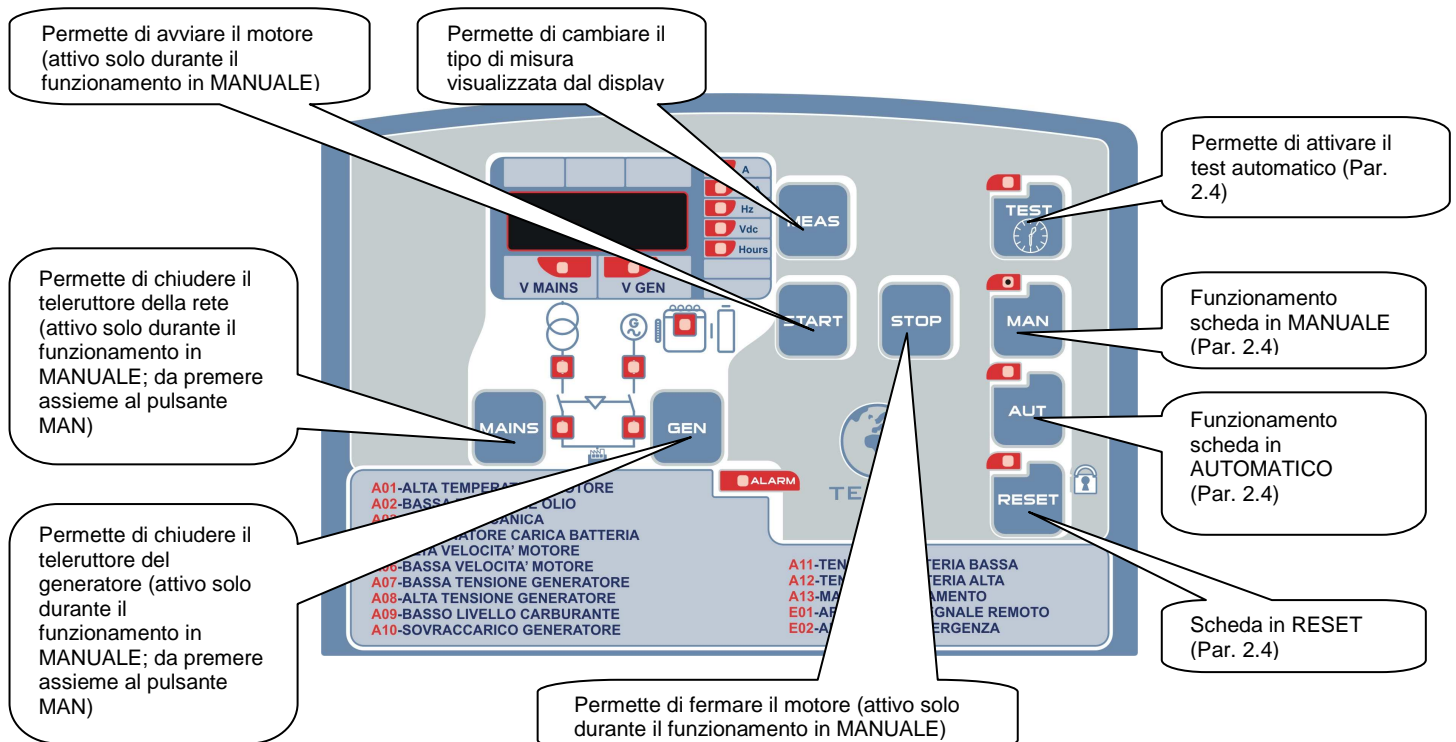 Permette di avviare il motore
(attivo solo durante il
funzionamento in MANUALE)
Permette di cambiare il
tipo di misura
visualizzata dal display
Permette di attivare il
test automatico (Par.
2.4)
Permette di chiudere il
teleruttore della rete
(attivo solo durante il
funzionamento in
MANUALE; da premere
assieme al pulsante
MAN)
Funzionamento
scheda in MANUALE
(Par. 2.4)
Funzionamento
scheda in
AUTOMATICO
(Par. 2.4)
Permette di chiudere il
teleruttore del
generatore (attivo solo
durante il
funzionamento in
MANUALE; da premere
assieme al pulsante
MAN)
Scheda in RESET
(Par. 2.4)
Permette di fermare il motore (attivo solo
durante il funzionamento in MANUALE)
A
Hz
Vdc
Hours
V MAINS
V GEN
G
MEAS
TEST
START
STOP
MAN
AUT
MAINS
GEN
RESET
ALARM
A01-ALTA TEMPERAT
TORE
A02-BASSA
OLIO
CANICA
ATORE CARICA BATTERIA
VELOCITA' MOTORE
BASSA VELOCITA' MOTORE
A07-BASSA TENSIONE GENERATORE
A08-ALTA TENSIONE GENERATORE
A09-BASSO LIVELLO CARBURANTE
A10-SOVRACCARICO GENERATORE
A11-TEN
TERIA BASSA
A12-TEN
TERIA ALTA
A13-MA
AMENTO
E01-AR
EGNALE REMOTO
E02-A
ERGENZA